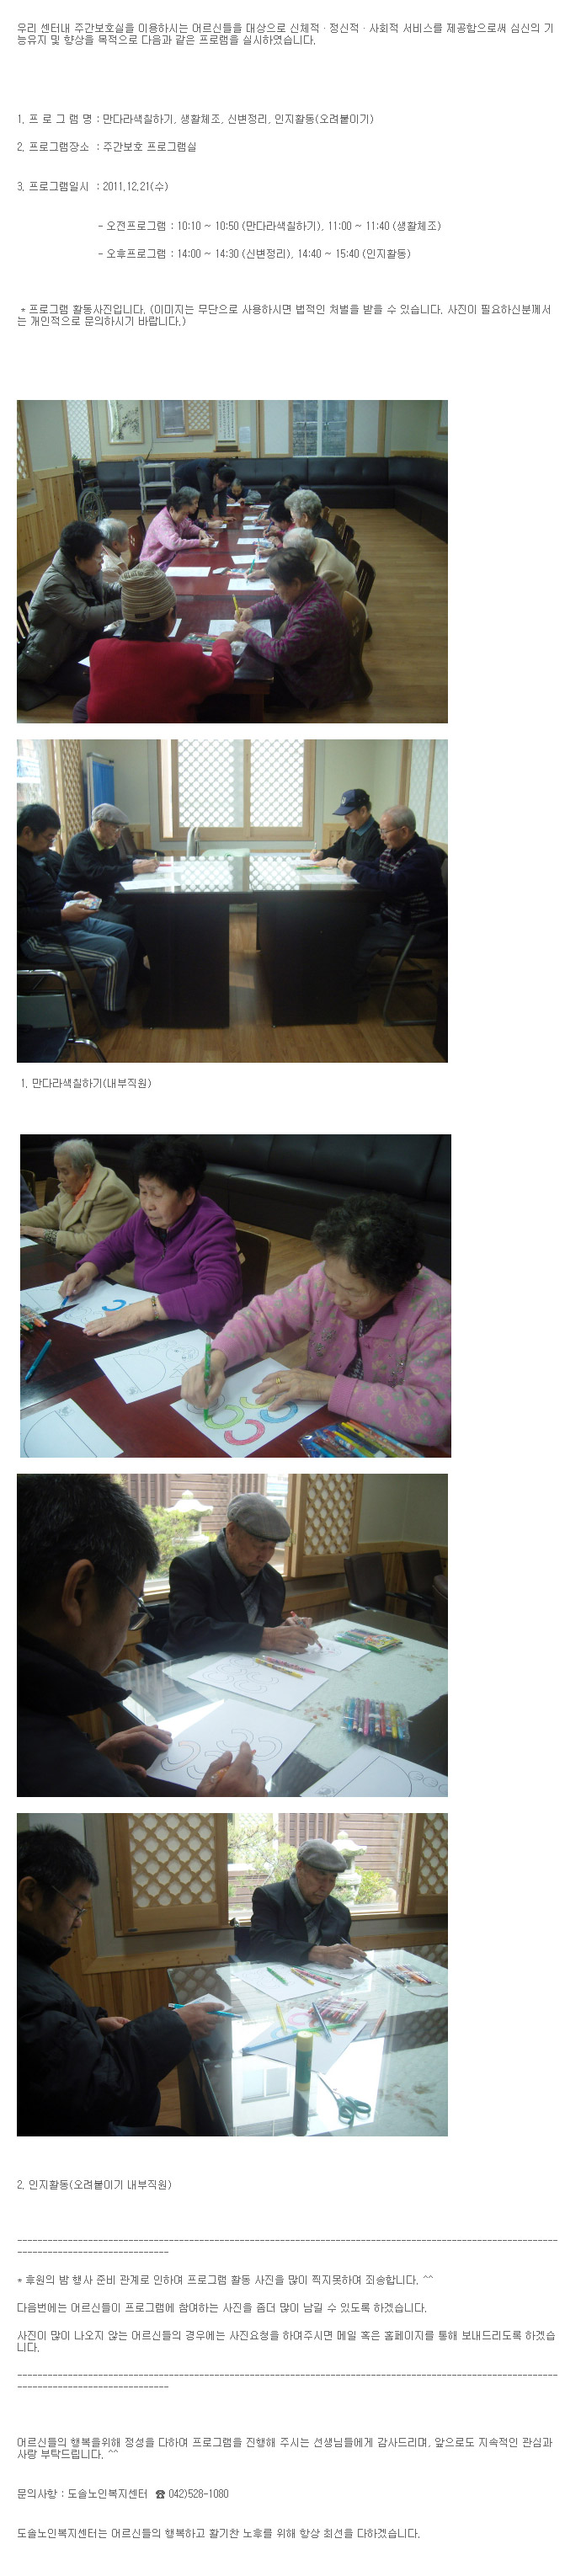 우리 센터내 주간보호실을 이용하시는 어르신들을 대상으로 신체적ㆍ정신적ㆍ사회적 서비스를 제공함으로써 심신의 기
능유지 및 향상을 목적으로 다음과 같은 프로램을 실시하였습니다.
1. 프 로 그 램 명 : 만다라색칠하기, 생활체조, 신변정리, 인지활동(오려붙이기)
2. 프로그램장소 : 주간보호 프로그램실
3. 프로그램일시 : 2011.12.21(수)
- 오전프로그램 : 10:10 ~ 10:50 (만다라색칠하기), 11:00 ~ 11:40 (생활체조)
- 오후프로그램 : 14:00 ~ 14:30 (신변정리), 14:40 ~ 15:40 (인지활동)
* 프로그램 활동사진입니다. (이미지는 무단으로 사용하시면 법적인 처벌을 받을 수 있습니다. 사진이 필요하신분께서
는 개인적으로 문의하시기 바랍니다.)
1. 만다라색칠하기(내부직원)
2. 인지활동(오려붙이기 내부직원)
* 후원의 밤 행사 준비 관계로 인하여 프로그램 활동 사진을 많이 찍지못하여 죄송합니다. ^^
다음번에는 어르신들이 프로그램에 참여하는 사진을 좀더 많이 남길 수 있도록 하겠습니다.
사진이 많이 나오지 않는 어르신들의 경우에는 사진요청을 하여주시면 메일 혹은 홈페이지를 통해 보내드리도록 하겠습
니다.
어르신들의 행복을위해 정성을 다하여 프로그램을 진행해 주시는 선생님들에게 감사드리며, 앞으로도 지속적인 관심과
사랑 부탁드립니다. ^^
문의사항 : 도솔노인복지센터 ☎ 042)528-1080
도솔노인복지센터는 어르신들의 행복하고 활기찬 노후를 위해 항상 최선을 다하겠습니다.